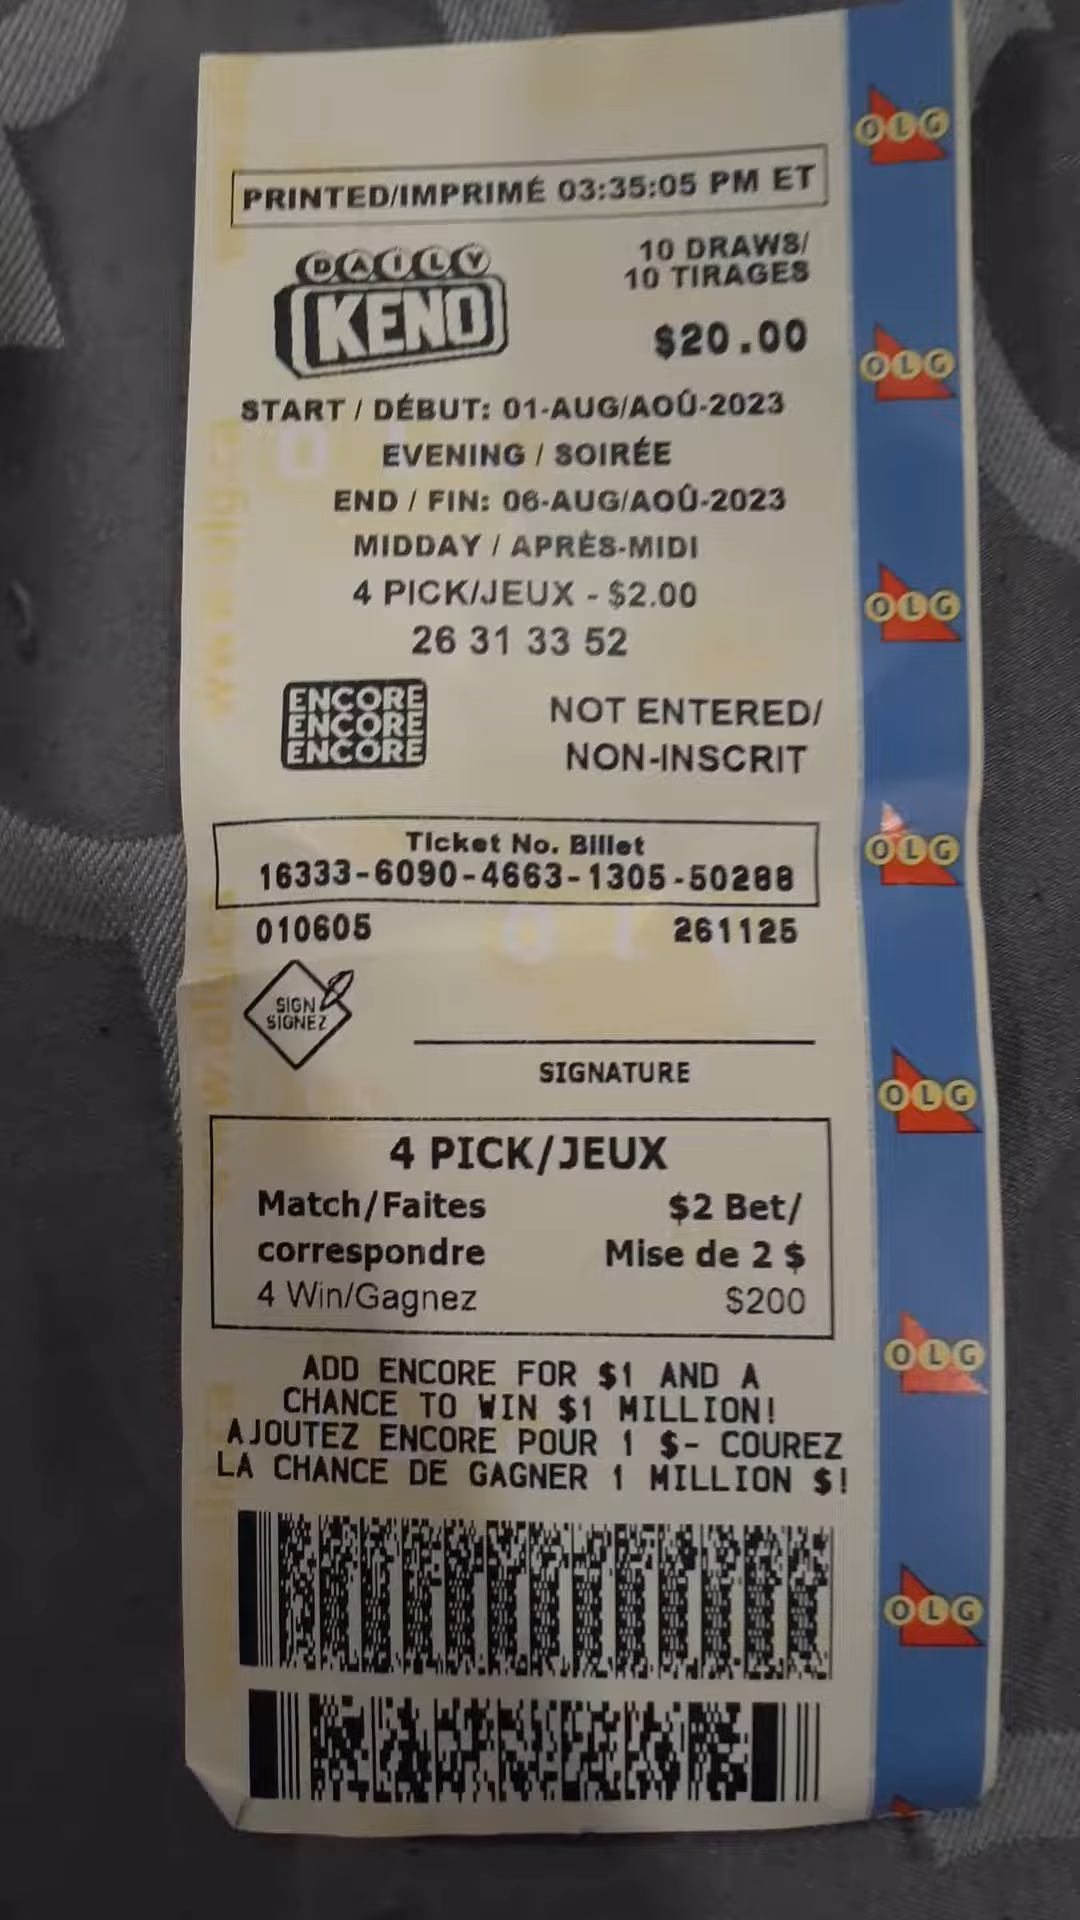 PRINTED/IMPRIMÉ 03:35:05 PM ET
DAILY
KENO
10 DRAWS/
10 TIRAGES
$20.00
START / DÉBUT: 01-AUG/AOÛ-2023
EVENING / SOIRÉE
END / FIN: 06-AUG/AOÛ-2023
MIDDAY / APRÈS-MIDI
4 PICK/JEUX - $2.00
26 31 33 52
ENCORE
ENCORE
ENCORE
NOT ENTERED/
NON-INSCRIT
Ticket No. Billet
16333-6090-4663-1305-50288
010605 261125
SIGN
SIGNEZ
SIGNATURE
4 PICK/JEUX
Match/Faites
correspondre
$2 Bet/
Mise de 2 $
4 Win/Gagnez $200
ADD ENCORE FOR $1 AND A
CHANCE TO WIN $1 MILLION!
AJOUTEZ ENCORE POUR 1 $- COUREZ
LA CHANCE DE GAGNER 1 MILLION $!
OLG
OLG
OLG
OLG
OLG
OLG
OLG
www.olg.ca